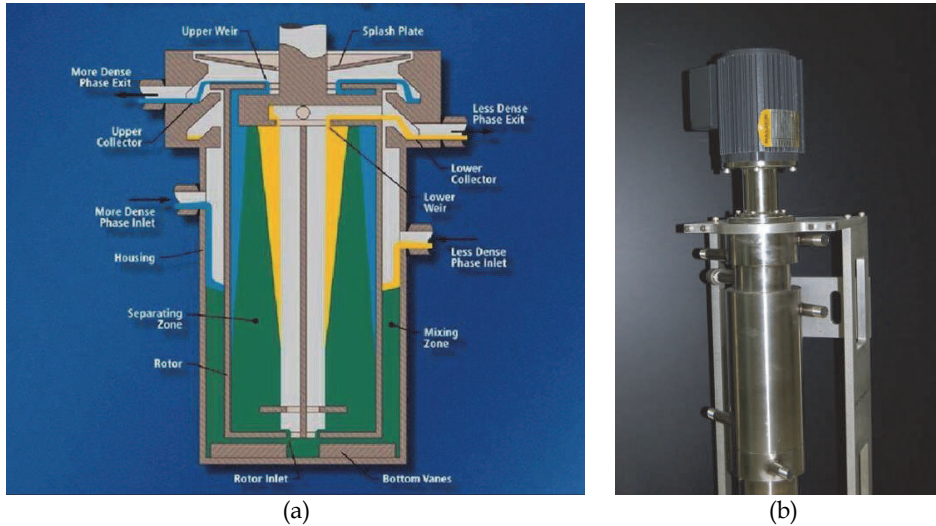 Upper Weir
Splash Plate
More Dense
Phase Exit
Less Dense
Phase Exit
Upper
Collector
Lower
Collector
Lower
Weir
More Dense
Phase Inlet
Less Dense
Phase Inlet
Housing
Separating
Zone
Mixing
Zone
Rotor
Rotor Inlet
Bottom Vanes
(a)
(b)